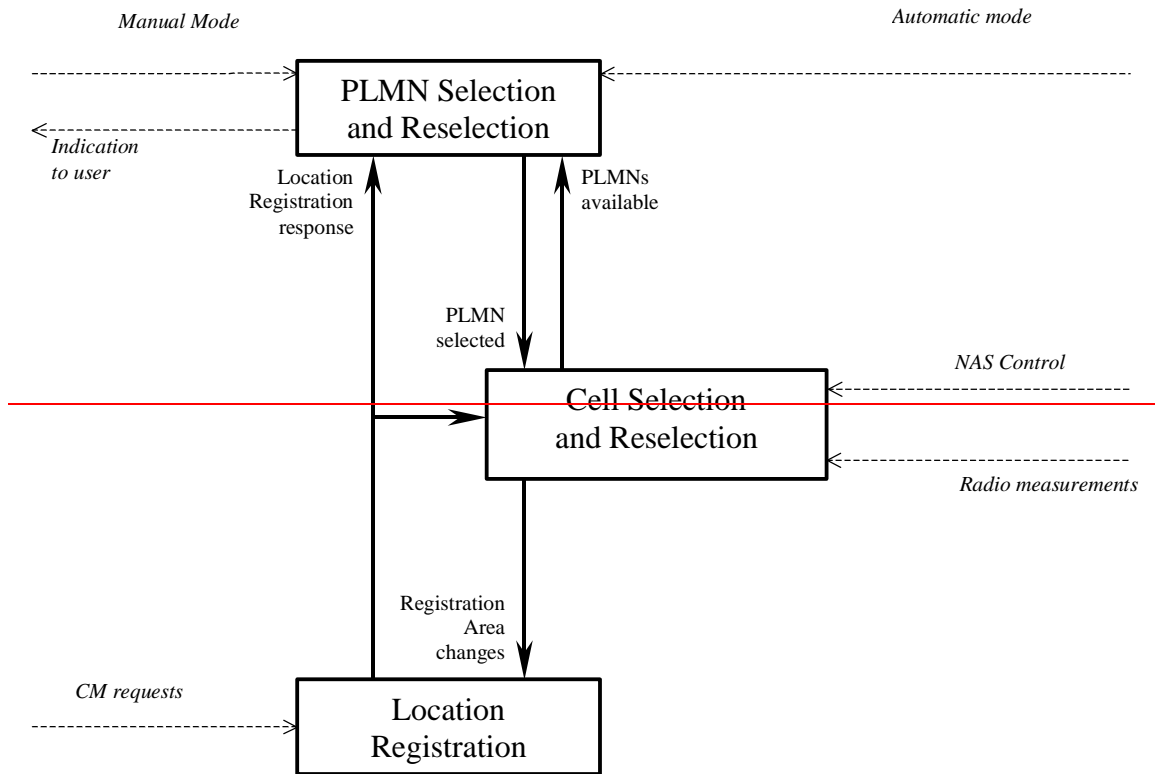 Manual Mode
Automatic mode
PLMN Selection
and Reselection
Indication
to user
Location
Registration
response
PLMNs
available
PLMN
selected
NAS Control
Cell Selection
and Reselection
Radio measurements
Registration
Area
changes
CM requests
Location
Registration